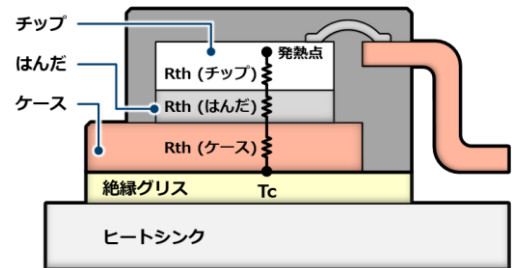 チップ
はんだ
ケース
発熱点
Rth (チップ)
Rth (はんだ)
Rth (ケース)
絶縁グリス
Tc
ヒートシンク